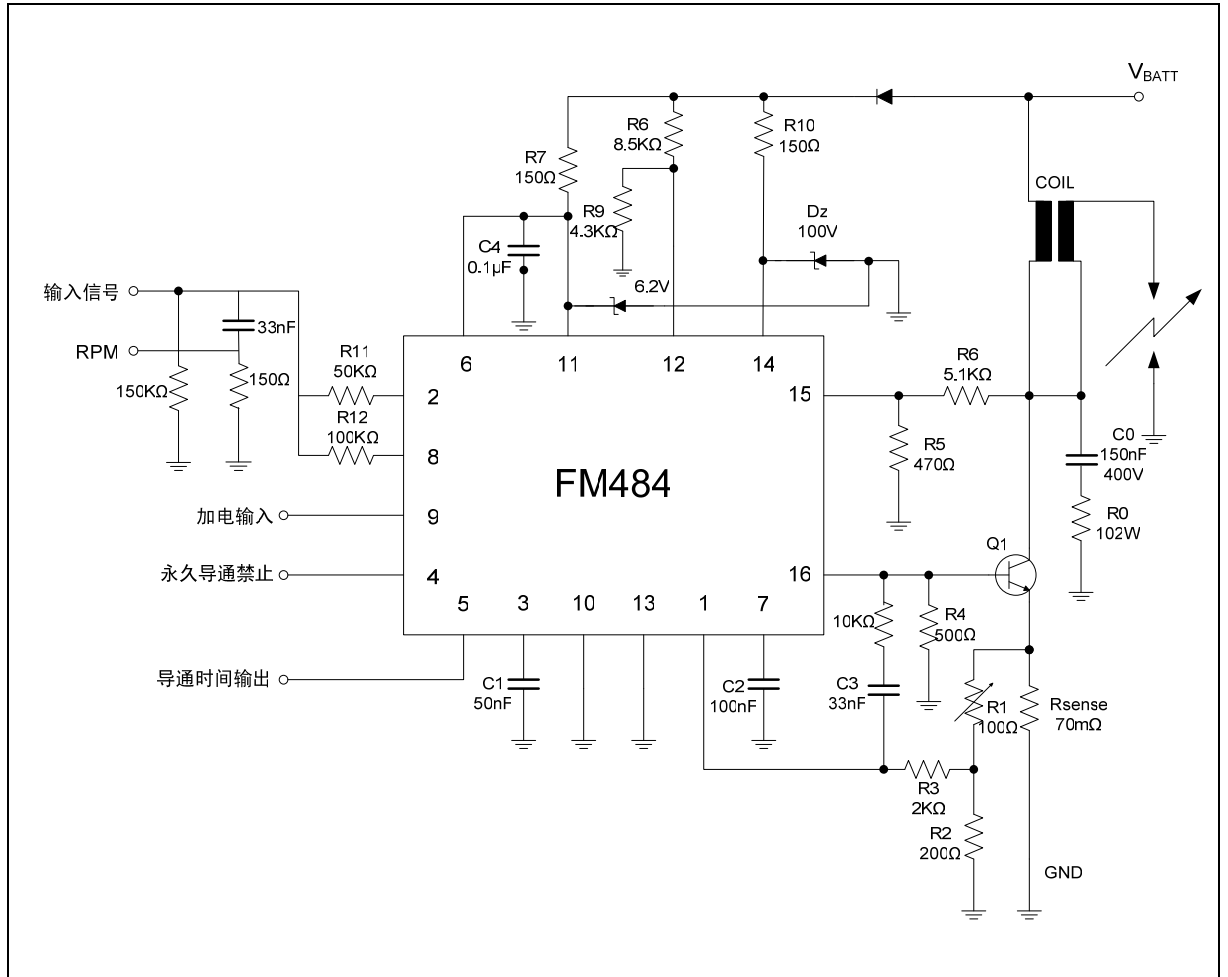 V_BATT
R6
8.5KΩ
R10
150Ω
R7
150Ω
COIL
R9
4.3KΩ
Dz
100V
C4
0.1μF
6.2V
输入信号
33nF
RPM
150KΩ
150Ω
R11
50KΩ
R12
100KΩ
6
11
12
14
2
15
R6
5.1KΩ
8
R5
470Ω
C0
150nF
400V
FM484
加电输入
9
R0
102W
Q1
永久导通禁止
4
16
5
3
10
13
1
7
10KΩ
R4
500Ω
导通时间输出
C1
50nF
C2
100nF
C3
33nF
R1
100Ω
Rsense
70mΩ
R3
2KΩ
R2
200Ω
GND